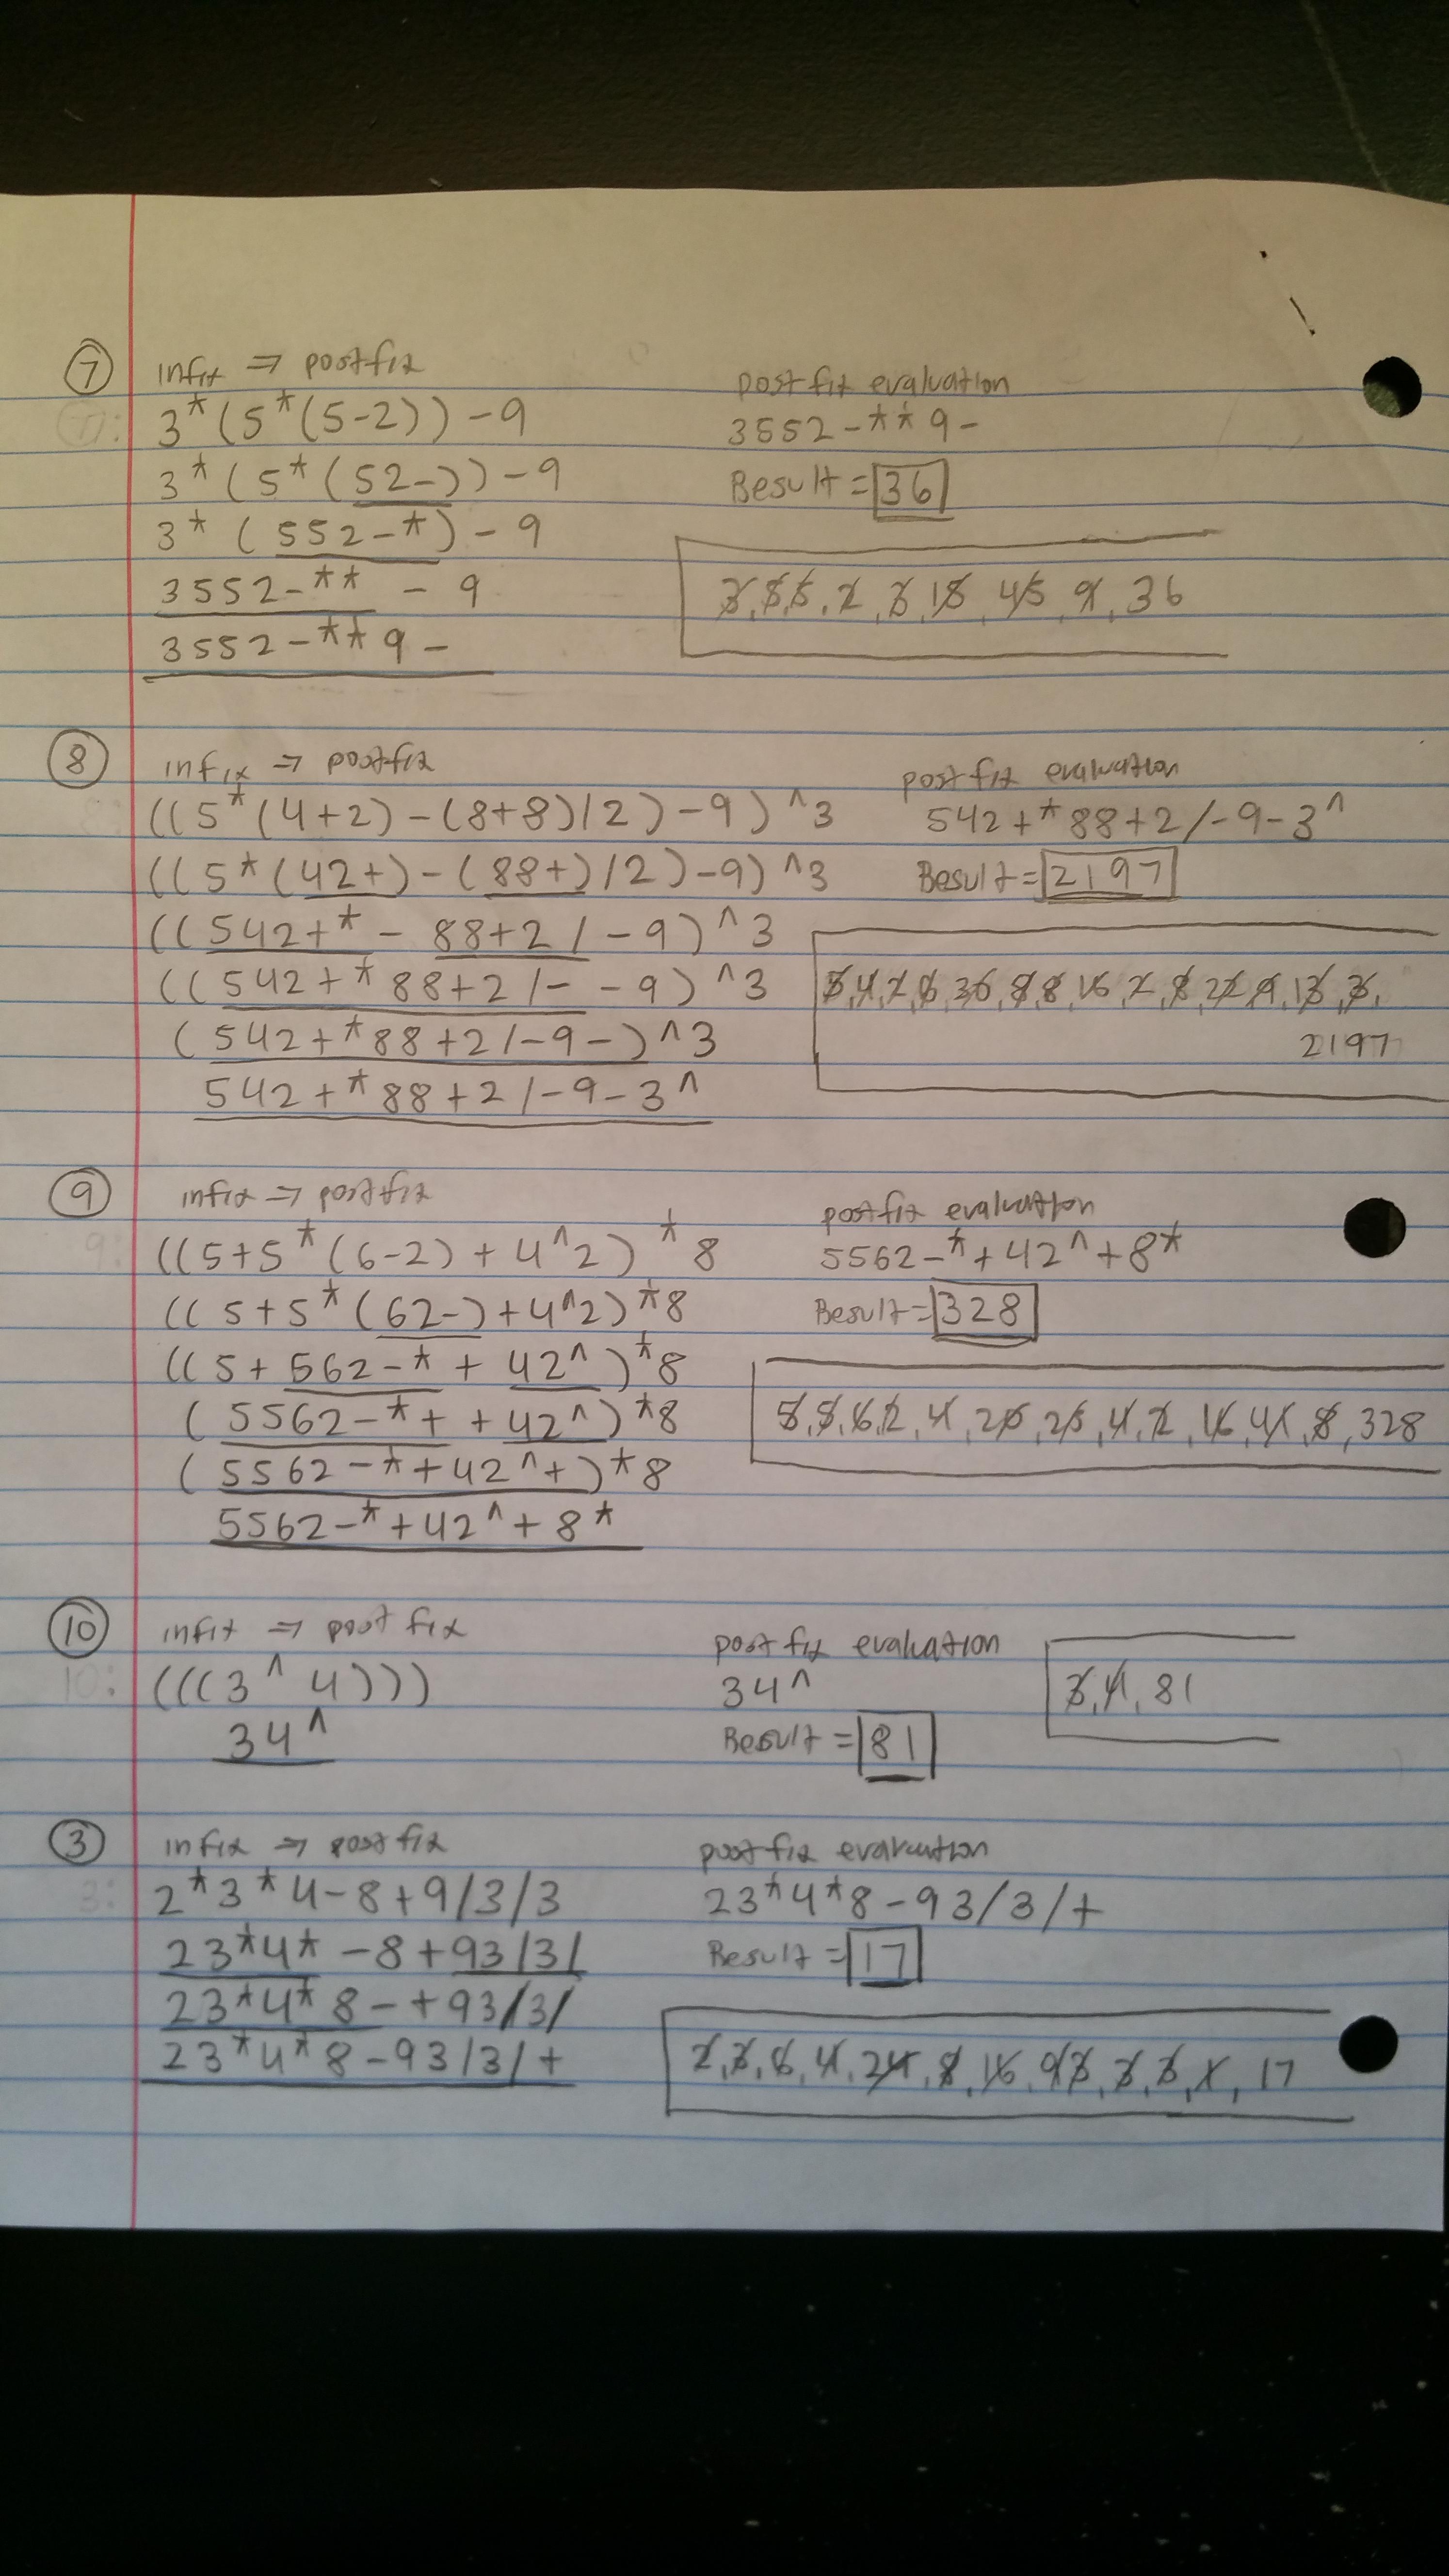 7
infix => postfix
3*(5*(5-2))-9
3*(5*(52-))-9
3*(552-*)-9
3552-** - 9
3552-**9-
postfix evaluation
3552-**9-
Result = 36
3,5,5,2,3,15,45,9,36
8
infix => postfix
((5*(4+2)-(8+8)/2)-9)^3
((5*(42+)-(88+)/2)-9)^3
((542+* - 88+2/-9)^3
((542+*88+2/- -9)^3
(542+*88+2/-9-)^3
542+*88+2/-9-3^
postfix evaluation
542+*88+2/-9-3^
Result = 2197
5,4,2,6,30,8,8,16,2,8,22,9,13,3,
2197
9
infix => postfix
((5+5*(6-2)+4^2)*8
((5+5*(62-)+4^2)*8
((5+562-*+42^)*8
(5562-*++42^)*8
(5562-*+42^+)*8
5562-*+42^+8*
postfix evaluation
5562-*+42^+8*
Result = 328
5,5,6,2,4,20,25,4,2,16,41,8,328
10
infix => postfix
(((3^4)))
34^
postfix evaluation
34^
Result = 81
3,4,81
3
infix => postfix
2*3*4-8+9/3/3
23*4*-8+93/3/
23*4*8-+93/3/
23*4*8-93/3/+
postfix evaluation
23*4*8-93/3/+
Result = 17
2,3,6,4,24,8,16,93,3,3,1,17